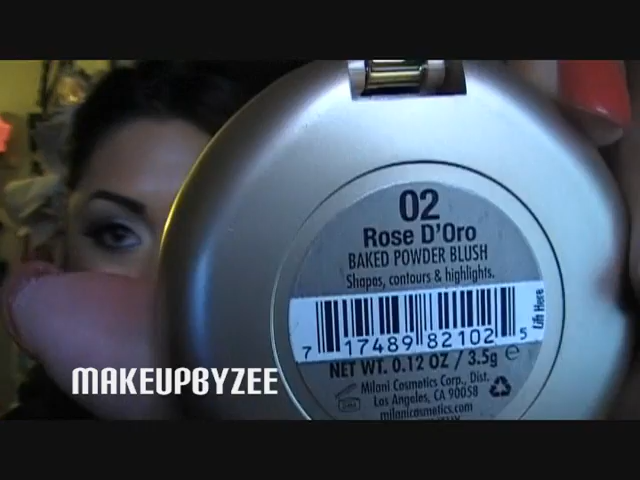 02
Rose D'Oro
BAKED POWDER BLUSH
Shapes, contours & highlights.
Lift Here
7 17489 82102 5
NET WT. 0.12 OZ / 3.5g e
Milani Cosmetics Corp., Dist.
Los Angeles, CA 90058
milanicosmetics.com
MAKEUPBYZEE